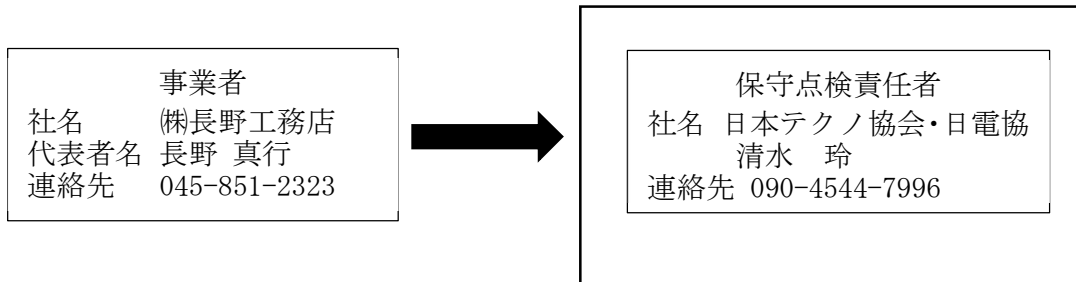 事業者
社名　　㈱長野工務店
代表者名 長野 真行
連絡先　 045-851-2323
保守点検責任者
社名 日本テクノ協会・日電協
清水　玲
連絡先 090-4544-7996